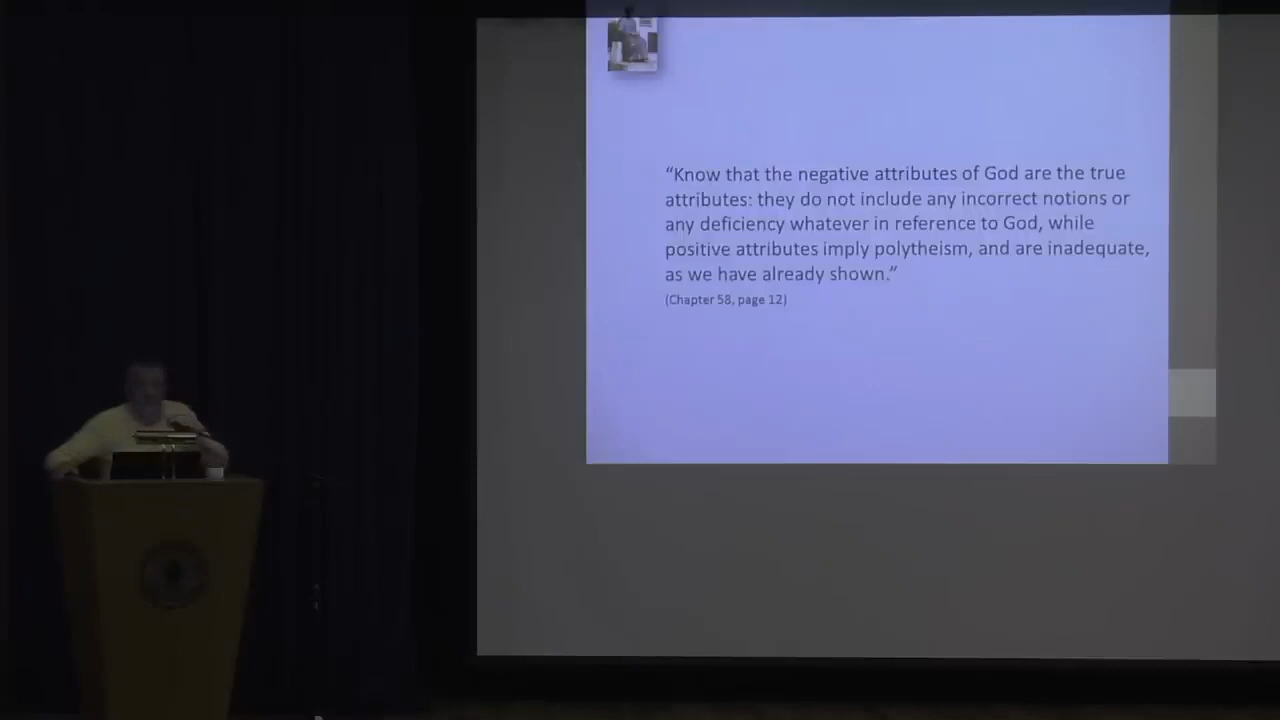 “Know that the negative attributes of God are the true
attributes: they do not include any incorrect notions or
any deficiency whatever in reference to God, while
positive attributes imply polytheism, and are inadequate,
as we have already shown.”
(Chapter 58, page 12)